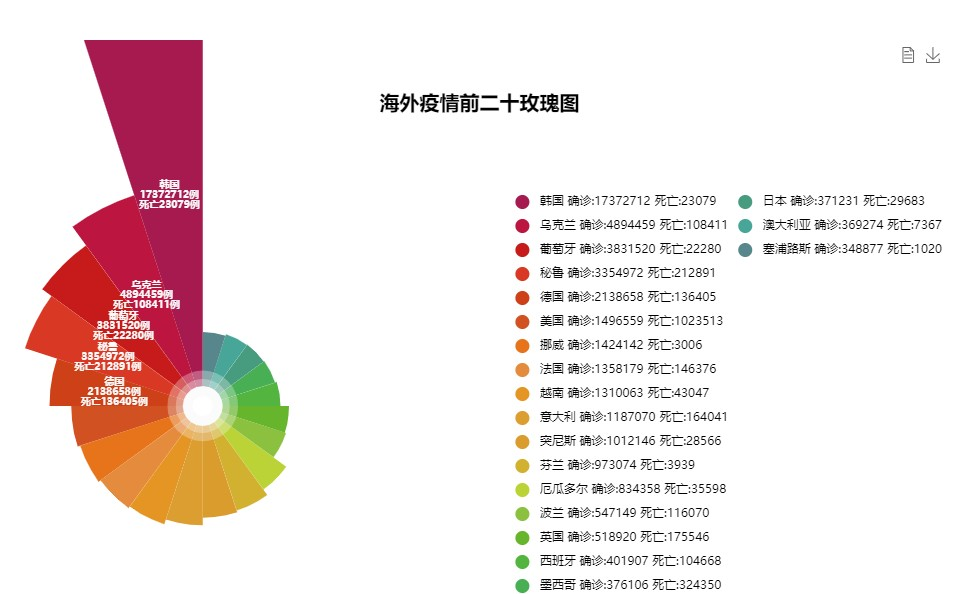 海外疫情前二十玫瑰图
韩国
17372712例
死亡23079例
乌克兰
4894459例
死亡108411例
葡萄牙
3831520例
死亡22280例
秘鲁
3354972例
死亡212891例
德国
2138658例
死亡136405例
韩国 确诊:17372712 死亡:23079
乌克兰 确诊:4894459 死亡:108411
葡萄牙 确诊:3831520 死亡:22280
秘鲁 确诊:3354972 死亡:212891
德国 确诊:2138658 死亡:136405
美国 确诊:1496559 死亡:1023513
挪威 确诊:1424142 死亡:3006
法国 确诊:1358179 死亡:146376
越南 确诊:1310063 死亡:43047
意大利 确诊:1187070 死亡:164041
突尼斯 确诊:1012146 死亡:28566
芬兰 确诊:973074 死亡:3939
厄瓜多尔 确诊:834358 死亡:35598
波兰 确诊:547149 死亡:116070
英国 确诊:518920 死亡:175546
西班牙 确诊:401907 死亡:104668
墨西哥 确诊:376106 死亡:324350
日本 确诊:371231 死亡:29683
澳大利亚 确诊:369274 死亡:7367
塞浦路斯 确诊:348877 死亡:1020